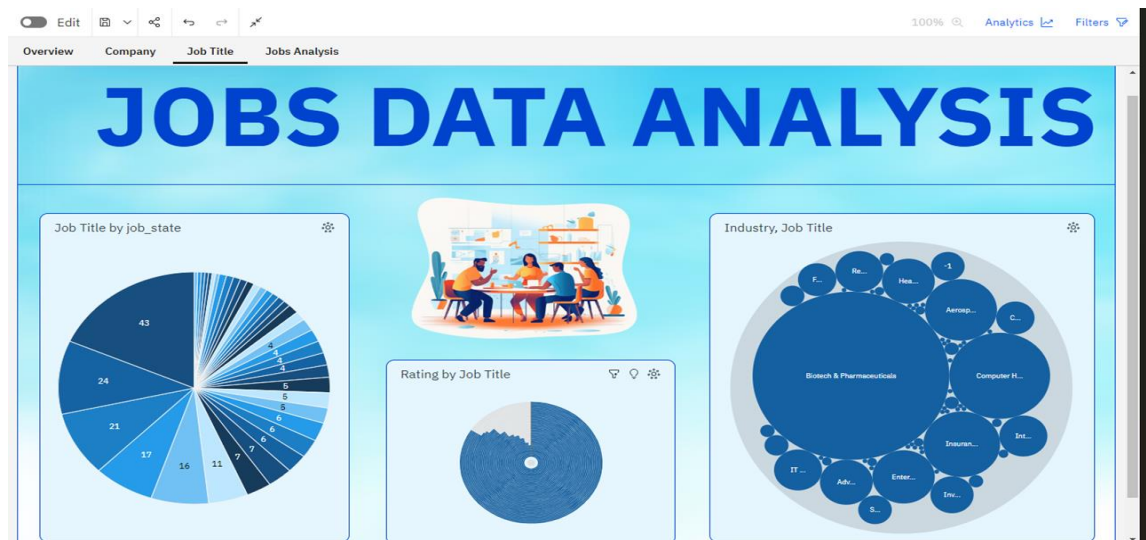 Edit
100%
Analytics
Filters
Overview Company Job Title Jobs Analysis
JOBS DATA ANALYSIS
Job Title by job_state
43
24
21
17
16
11
7
7
7
6
6
6
5
5
5
4
4
4
4
Rating by Job Title
Industry, Job Title
-1
Re...
F...
Hee...
Aerosp...
C...
Biotech & Pharmaceuticals
Computer H...
Insuran...
Int...
IT ...
Adv...
Enter...
Inv...
S...